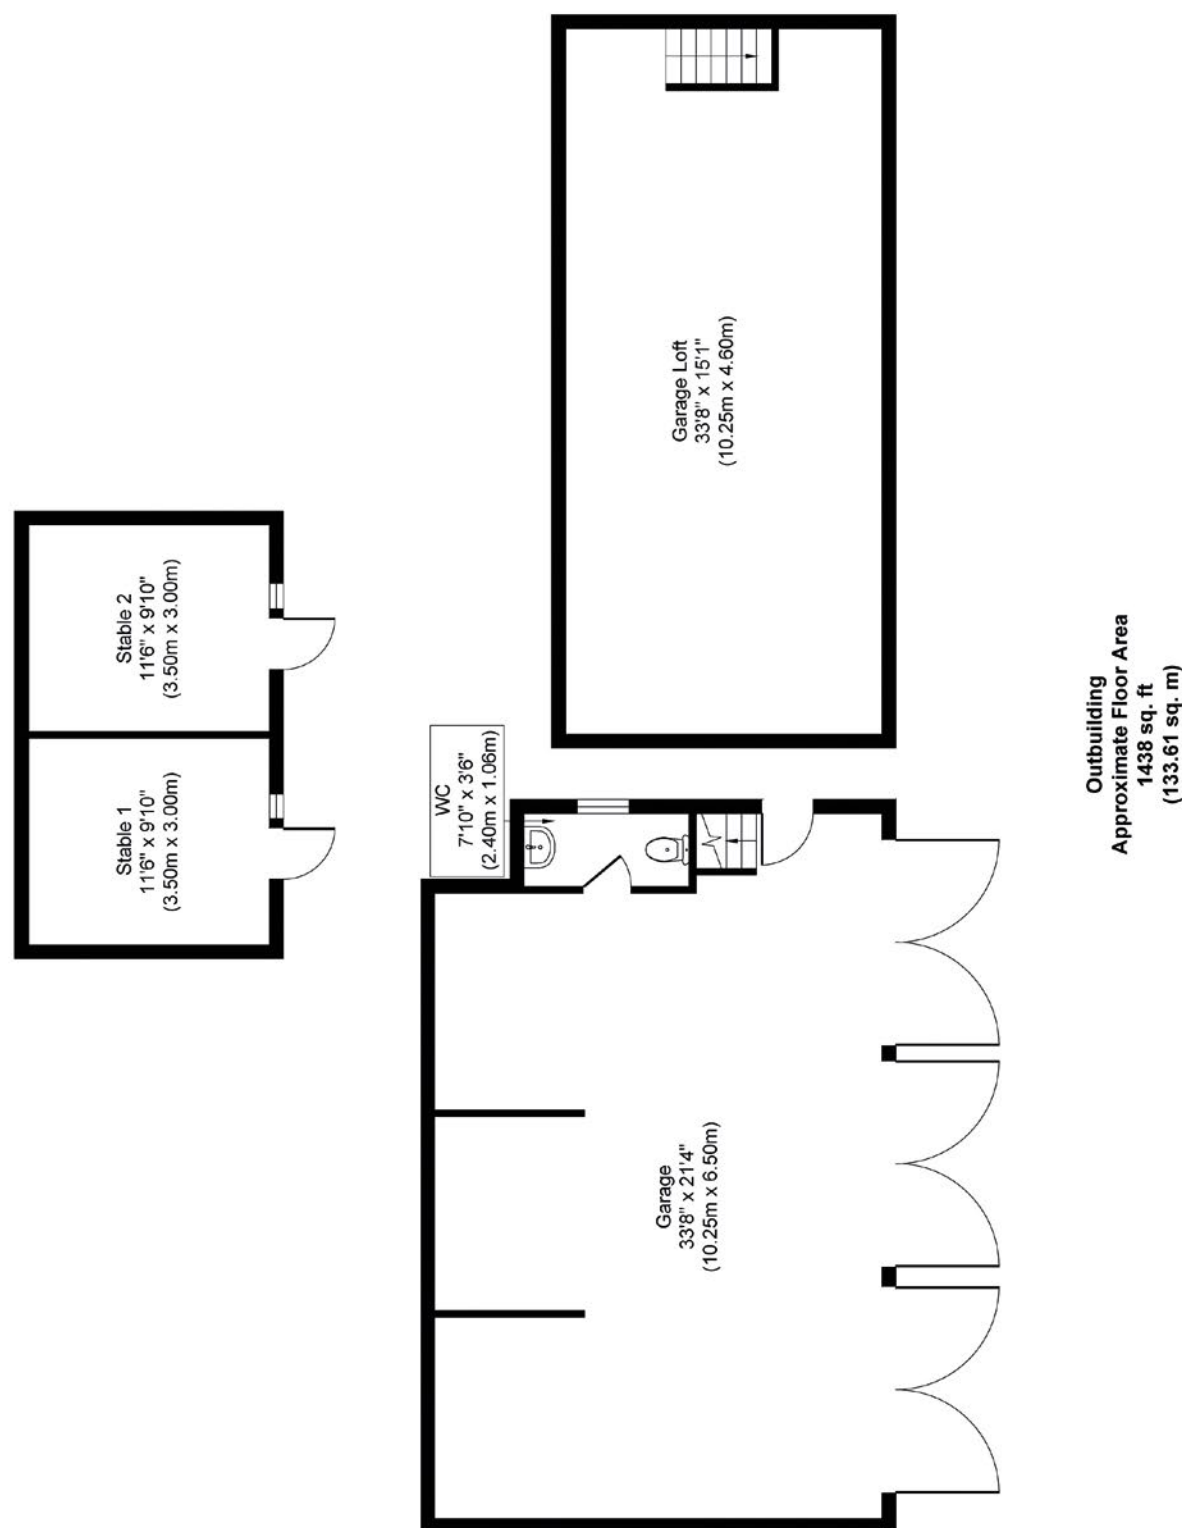 Stable 1
11'6" x 9'10"
(3.50m x 3.00m)
Stable 2
11'6" x 9'10"
(3.50m x 3.00m)
WC
7'10" x 3'6"
(2.40m x 1.06m)
Garage
33'8" x 21'4"
(10.25m x 6.50m)
Garage Loft
33'8" x 15'1"
(10.25m x 4.60m)
Outbuilding
Approximate Floor Area
1438 sq. ft
(133.61 sq. m)